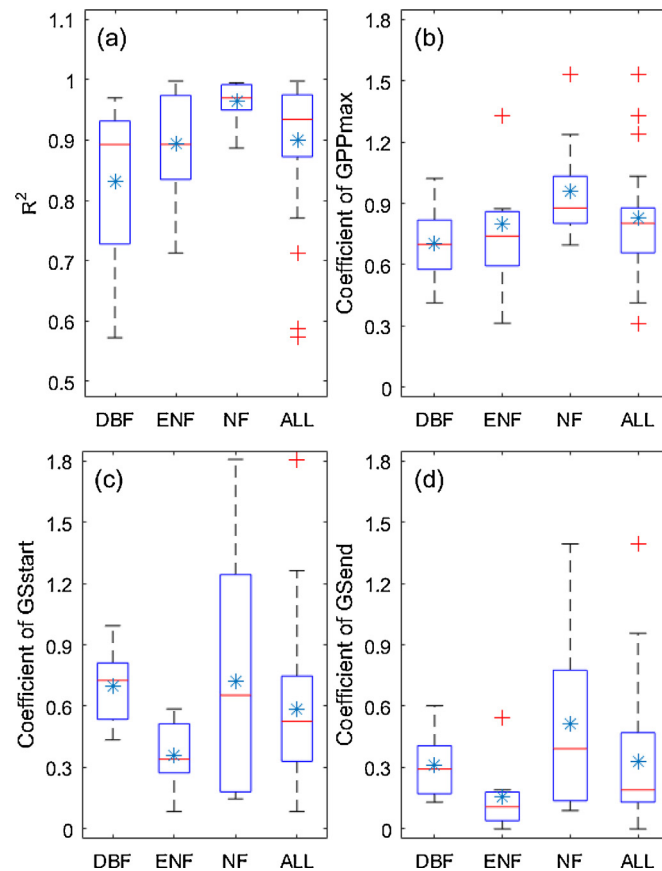 (a)
R²
1.1
1
0.9
0.8
0.7
0.6
0.5
DBF ENF NF ALL
(b)
Coefficient of GPPmax
1.8
1.5
1.2
0.9
0.6
0.3
0
DBF ENF NF ALL
(c)
Coefficient of GSstart
1.8
1.5
1.2
0.9
0.6
0.3
0
DBF ENF NF ALL
(d)
Coefficient of GSend
1.8
1.5
1.2
0.9
0.6
0.3
0
DBF ENF NF ALL